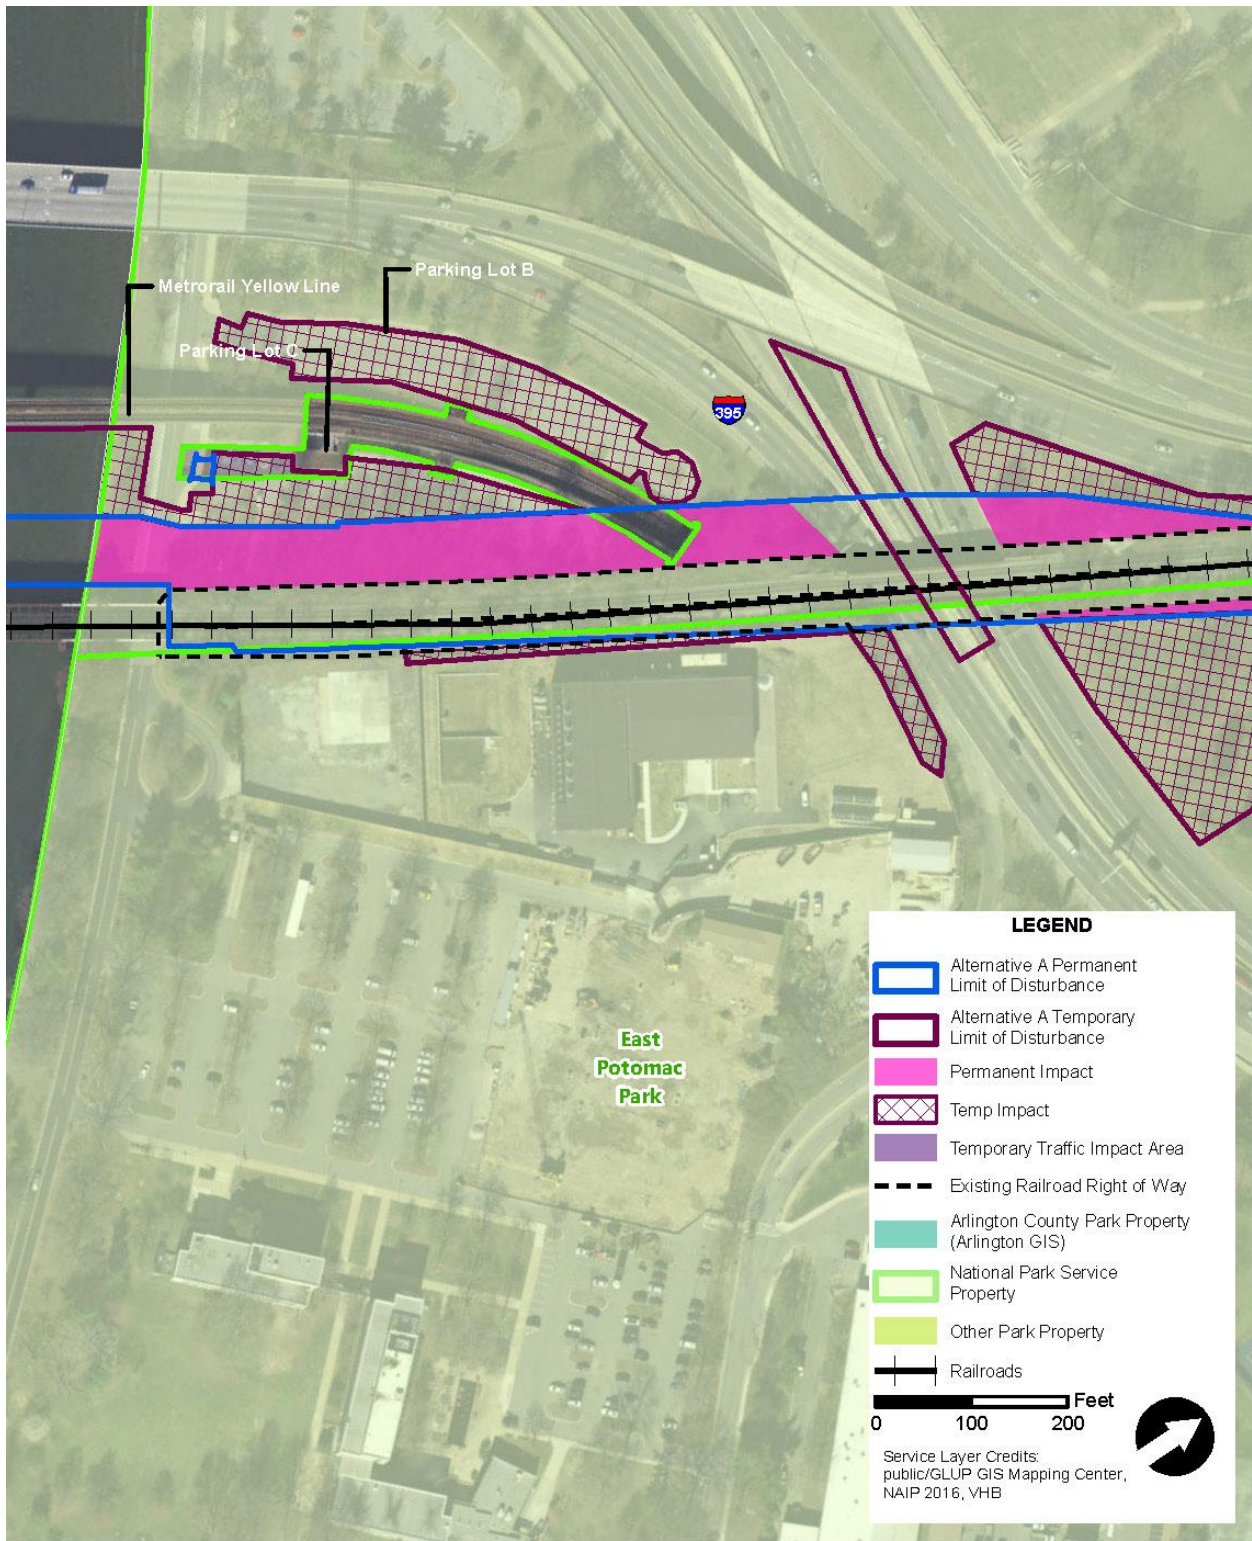 Parking Lot B
Metrorail Yellow Line
Parking Lot C
395
East
Potomac
Park
LEGEND
Alternative A Permanent
Limit of Disturbance
Alternative A Temporary
Limit of Disturbance
Permanent Impact
Temp Impact
Temporary Traffic Impact Area
Existing Railroad Right of Way
Arlington County Park Property
(Arlington GIS)
National Park Service
Property
Other Park Property
Railroads
Feet
0 100 200
Service Layer Credits:
public/GLUP GIS Mapping Center,
NAIP 2016, VHB